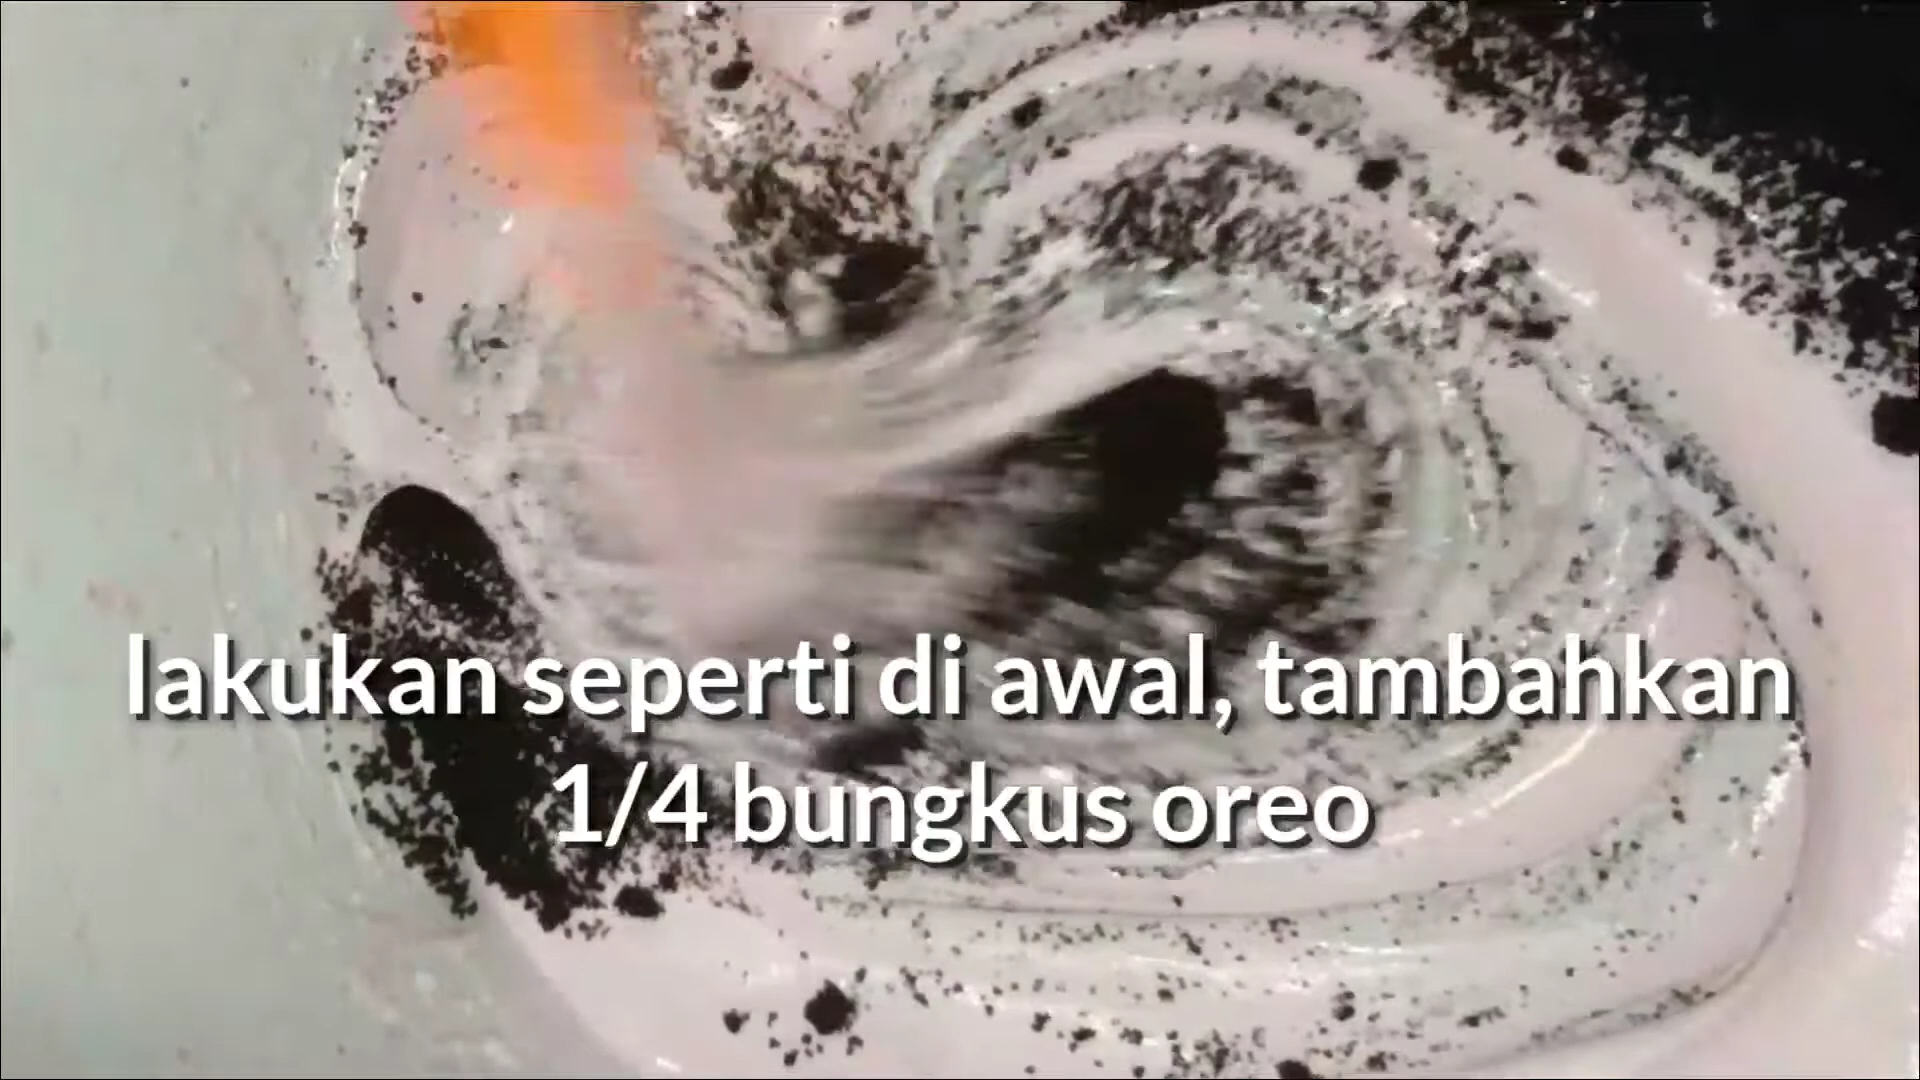 lakukan seperti di awal, tambahkan
1/4 bungkus oreo